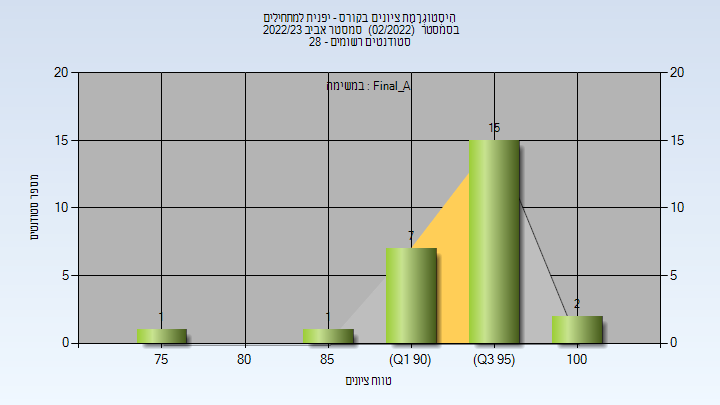 היסטוגרמת ציונים בקורס - יפנית למתחילים
בסמסטר (02/2022) סמסטר אביב 2022/23
סטודנטים רשומים - 28
במשימה : Final_A
20
15
10
5
0
מספר סטודנטים
20
15
10
5
0
1
1
7
15
2
75
80
85
(Q1 90)
(Q3 95)
100
טווח ציונים